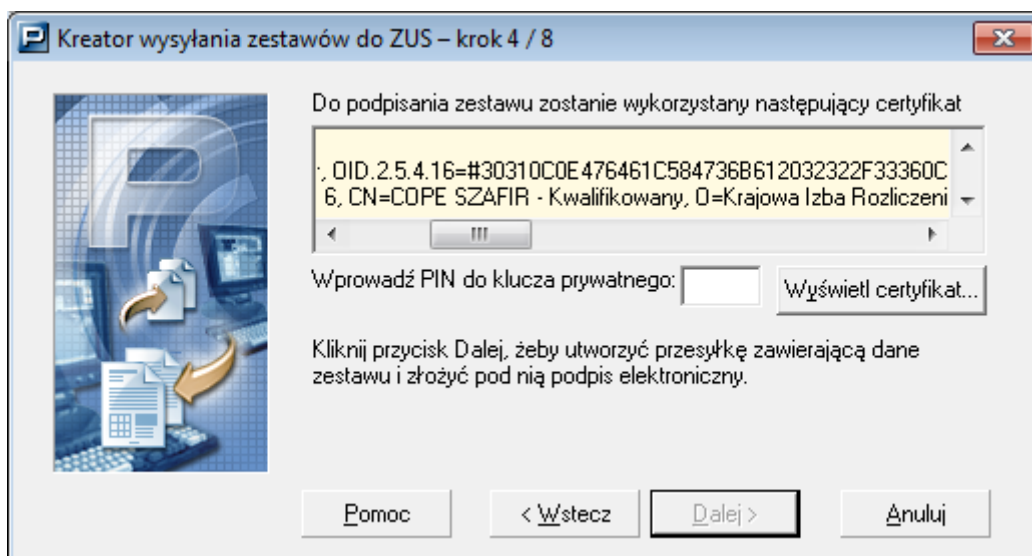 Kreator wysyłania zestawów do ZUS – krok 4 / 8
Do podpisania zestawu zostanie wykorzystany następujący certyfikat
, OID.2.5.4.16=#30310C0E476461C584736B612032322F33360C
6, CN=COPE SZAFIR - Kwalifikowany, O=Krajowa Izba Rozliczeni
Wprowadź PIN do klucza prywatnego:
Wyświetl certyfikat...
Kliknij przycisk Dalej, żeby utworzyć przesyłkę zawierającą dane
zestawu i złożyć pod nią podpis elektroniczny.
Pomoc
< Wstecz
Dalej >
Anuluj